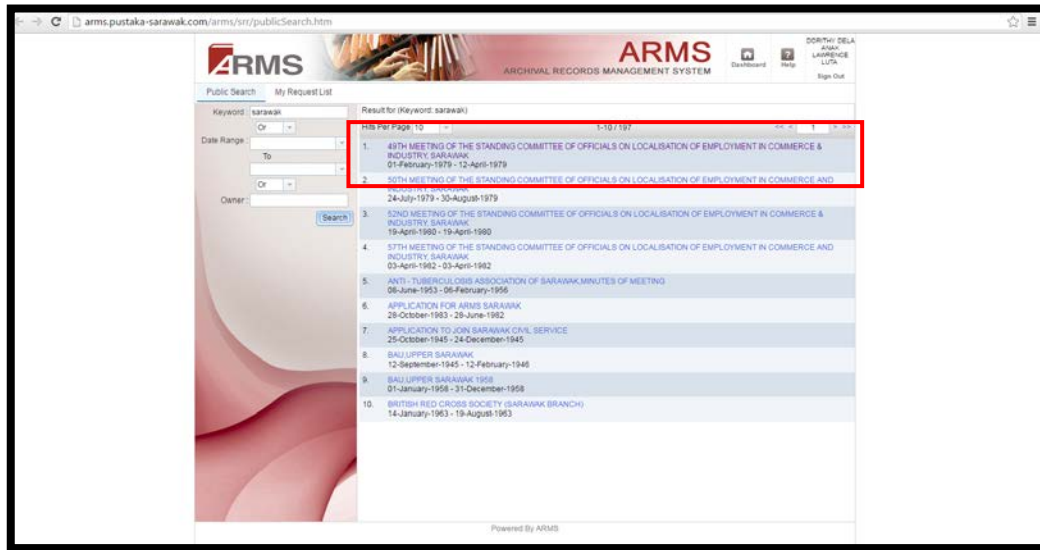 arms.pustaka-sarawak.com/arms/srr/publicSearch.htm
ARMS
ARMS
ARCHIVAL RECORDS MANAGEMENT SYSTEM
Dashboard
Help
DORITHY DELA
ANAK
LAWRENCE
LUTA
Sign Out
Public Search
My Request List
Keyword : sarawak
Or
Date Range :
To
Or
Owner :
Search
Result for (Keyword: sarawak)
Hits Per Page 10
1-10 / 197
<< < 1 > >>
1. 49TH MEETING OF THE STANDING COMMITTEE OF OFFICIALS ON LOCALISATION OF EMPLOYMENT IN COMMERCE &
INDUSTRY, SARAWAK
01-February-1979 - 12-April-1979
2. 50TH MEETING OF THE STANDING COMMITTEE OF OFFICIALS ON LOCALISATION OF EMPLOYMENT IN COMMERCE AND
INDUSTRY, SARAWAK
24-July-1979 - 30-August-1979
3. 52ND MEETING OF THE STANDING COMMITTEE OF OFFICIALS ON LOCALISATION OF EMPLOYMENT IN COMMERCE &
INDUSTRY, SARAWAK
19-April-1980 - 19-April-1980
4. 57TH MEETING OF THE STANDING COMMITTEE OF OFFICIALS ON LOCALISATION OF EMPLOYMENT IN COMMERCE AND
INDUSTRY, SARAWAK
03-April-1982 - 03-April-1982
5. ANTI - TUBERCULOSIS ASSOCIATION OF SARAWAK,MINUTES OF MEETING
06-June-1953 - 06-February-1956
6. APPLICATION FOR ARMS SARAWAK
28-October-1983 - 28-June-1982
7. APPLICATION TO JOIN SARAWAK CIVIL SERVICE
25-October-1945 - 24-December-1945
8. BAU,UPPER SARAWAK
12-September-1945 - 12-February-1946
9. BAU,UPPER SARAWAK 1958
01-January-1958 - 31-December-1958
10. BRITISH RED CROSS SOCIETY (SARAWAK BRANCH)
14-January-1963 - 19-August-1963
Powered By ARMS